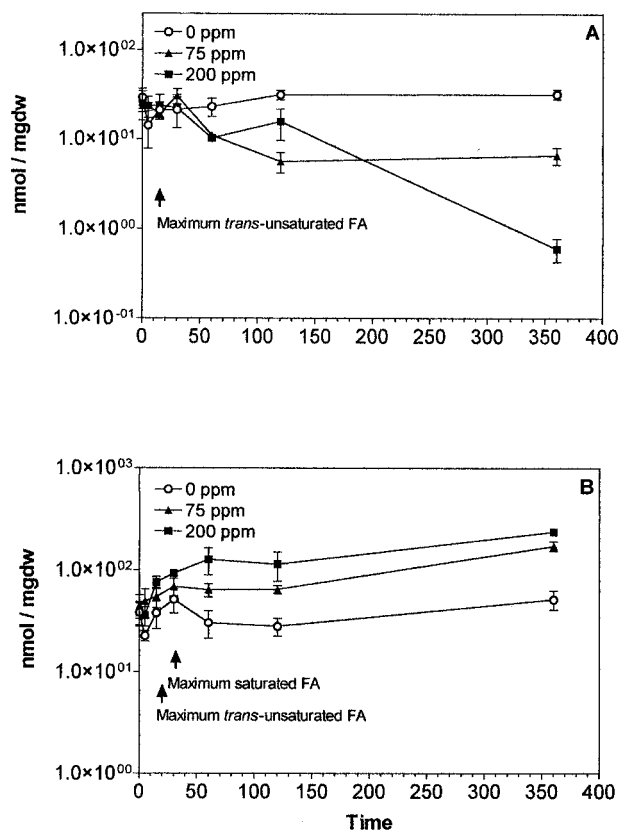 A
0 ppm
75 ppm
200 ppm
1.0×10^02
1.0×10^01
1.0×10^00
1.0×10^-01
nmol / mgdw
Maximum trans-unsaturated FA
0 50 100 150 200 250 300 350 400
B
0 ppm
75 ppm
200 ppm
1.0×10^03
1.0×10^02
1.0×10^01
1.0×10^00
nmol / mgdw
Maximum saturated FA
Maximum trans-unsaturated FA
0 50 100 150 200 250 300 350 400
Time